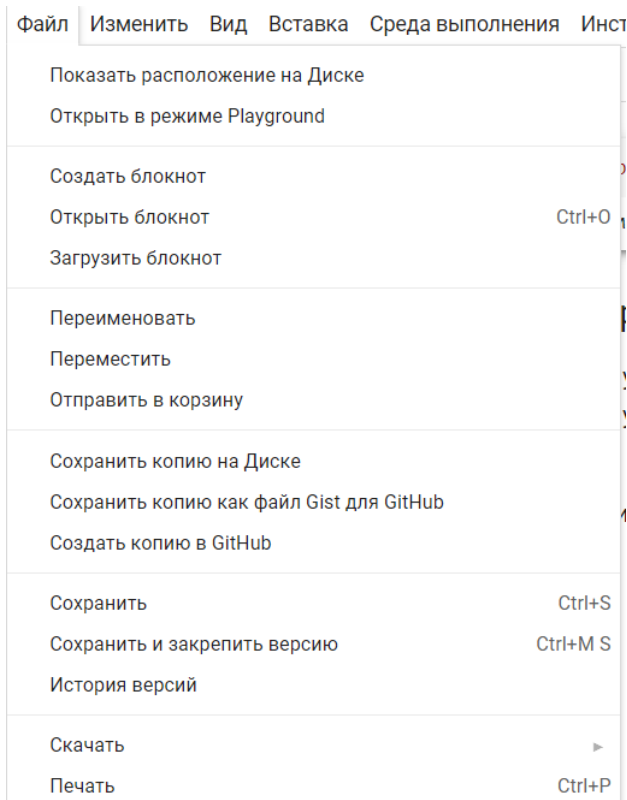 Файл Изменить Вид Вставка Среда выполнения
Показать расположение на Диске
Открыть в режиме Playground
Создать блокнот
Открыть блокнот Ctrl+O
Загрузить блокнот
Переименовать
Переместить
Отправить в корзину
Сохранить копию на Диске
Сохранить копию как файл Gist для GitHub
Создать копию в GitHub
Сохранить Ctrl+S
Сохранить и закрепить версию Ctrl+M S
История версий
Скачать ►
Печать Ctrl+P